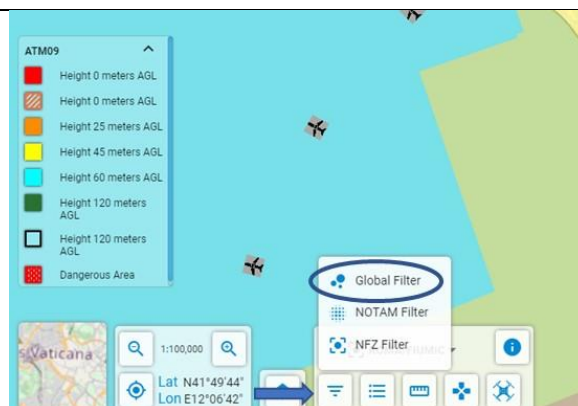 ATM09
Height 0 meters AGL
Height 0 meters AGL
Height 25 meters AGL
Height 45 meters AGL
Height 60 meters AGL
Height 120 meters
AGL
Height 120 meters
AGL
Dangerous Area
Global Filter
NOTAM Filter
NFZ Filter
Vaticana
1:100,000
Lat N41°49'44"
Lon E12°06'42"